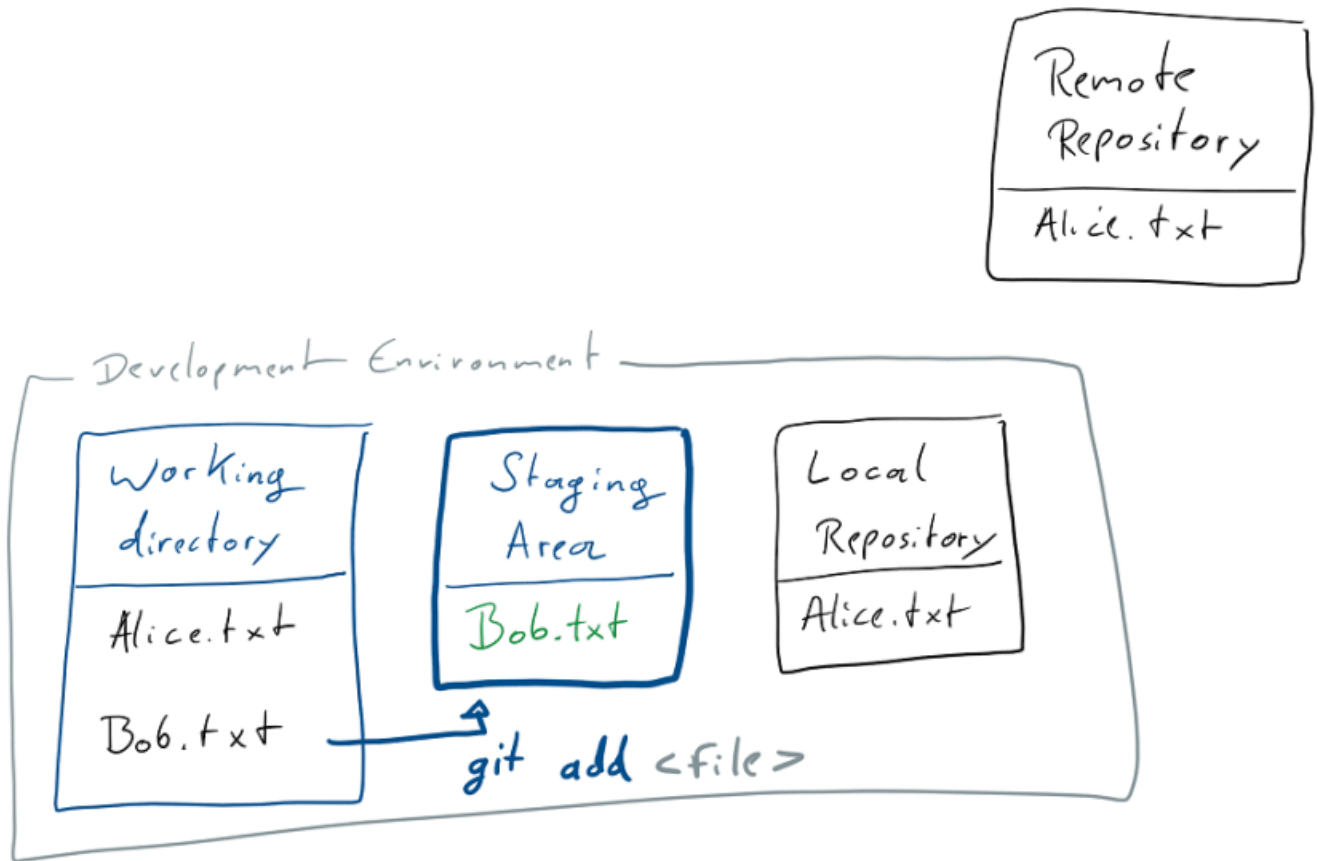 Remote
Repository
Alice.txt
Development Environment
Working
directory
Alice.txt
Bob.txt
Staging
Area
Bob.txt
git add <file>
Local
Repository
Alice.txt